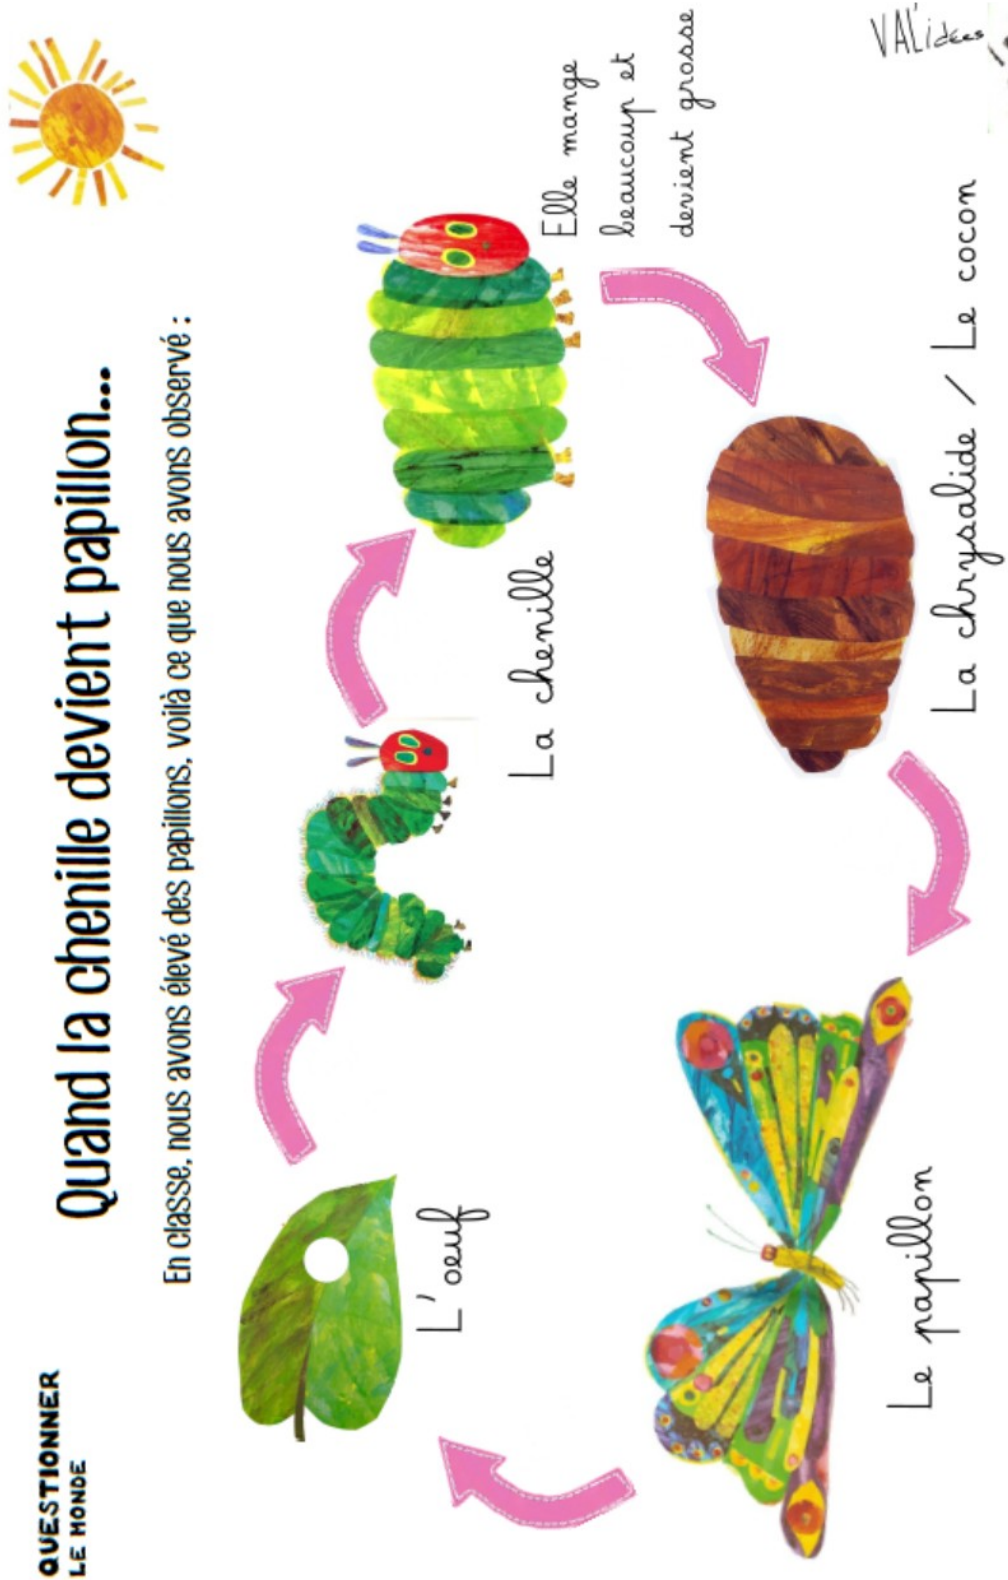 QUESTIONNER
LE MONDE
Quand la chenille devient papillon...
En classe, nous avons élevé des papillons, voilà ce que nous avons observé :
L'oeuf
La chenille
Elle mange
beaucoup et
devient grosse
La chrysalide / Le cocon
Le papillon
VAL'idées